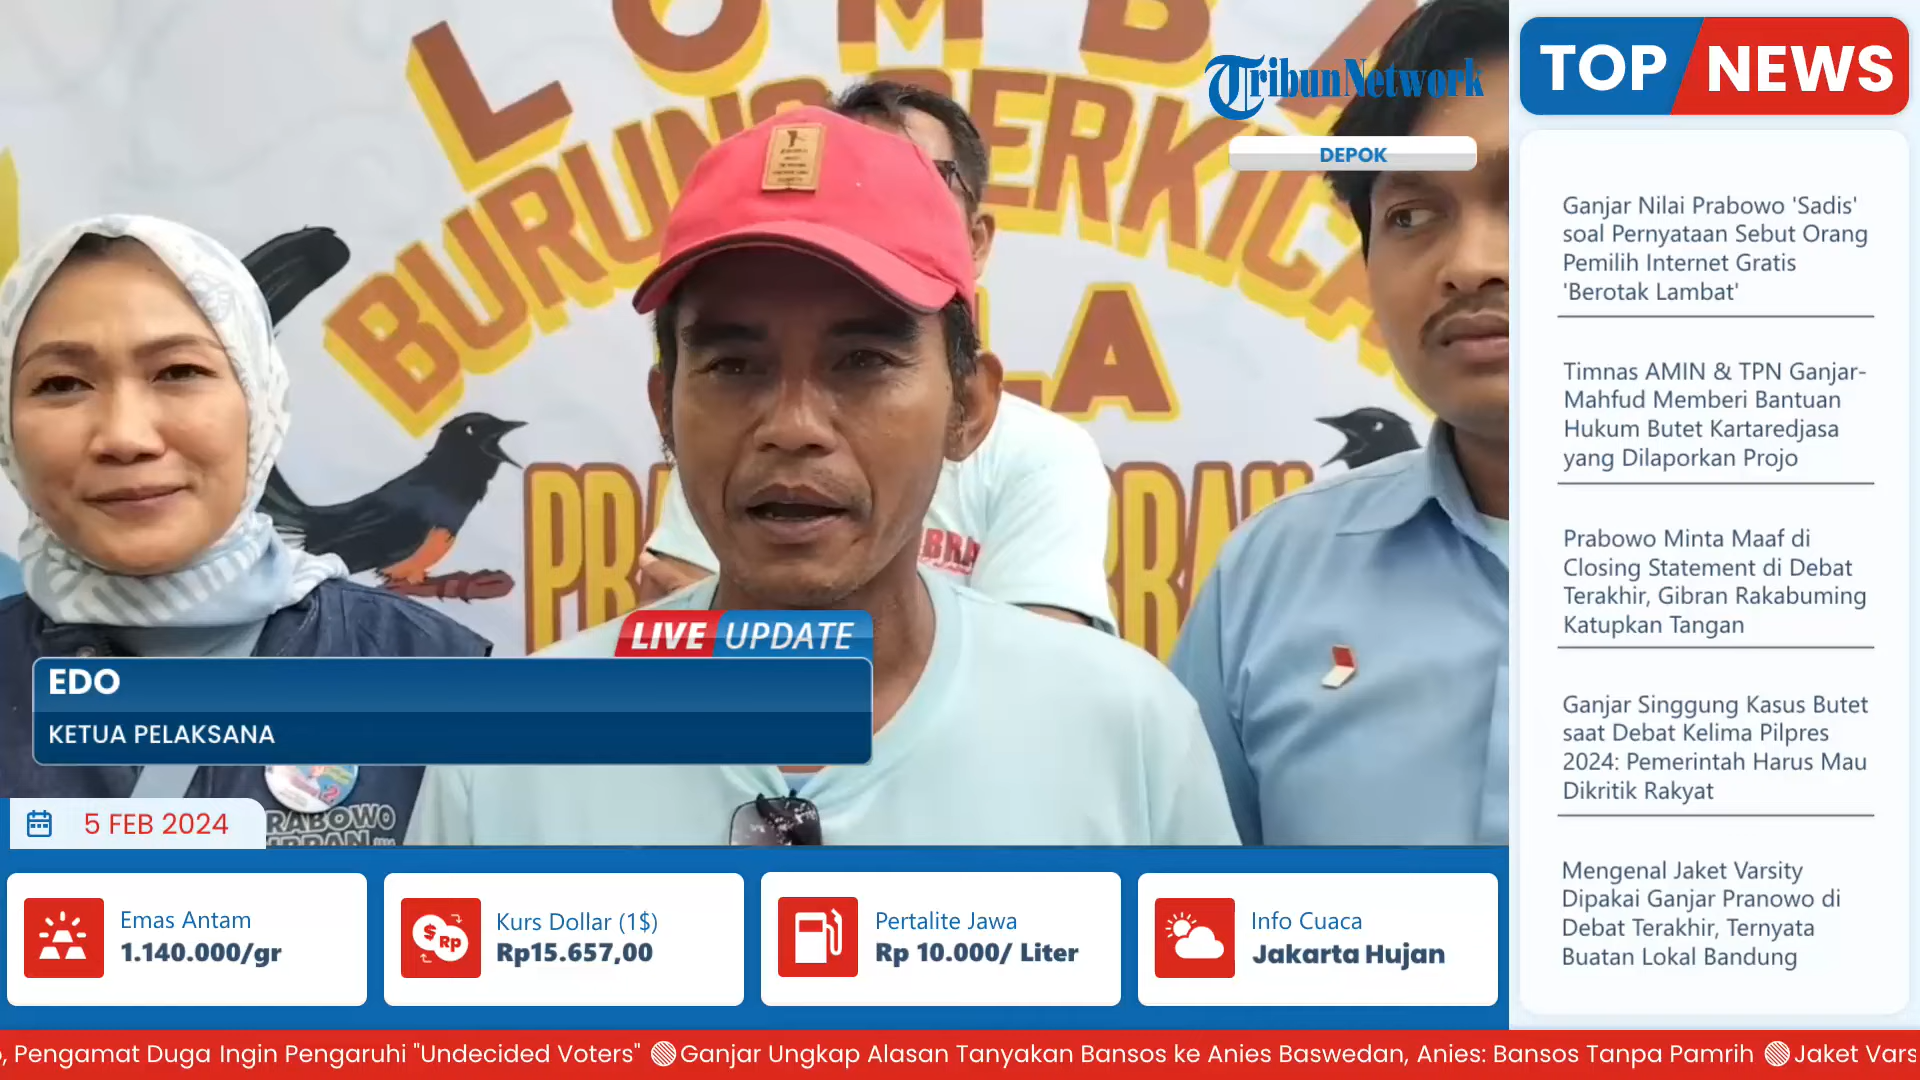 LOMBA
BURUNG BERKICAU
PIALA
TribunNetwork
DEPOK
LIVE UPDATE
EDO
KETUA PELAKSANA
5 FEB 2024
Emas Antam
1.140.000/gr
Kurs Dollar (1$)
Rp15.657,00
Pertalite Jawa
Rp 10.000/ Liter
Info Cuaca
Jakarta Hujan
TOP NEWS
Ganjar Nilai Prabowo 'Sadis'
soal Pernyataan Sebut Orang
Pemilih Internet Gratis
'Berotak Lambat'
Timnas AMIN & TPN Ganjar-
Mahfud Memberi Bantuan
Hukum Butet Kartaredjasa
yang Dilaporkan Projo
Prabowo Minta Maaf di
Closing Statement di Debat
Terakhir, Gibran Rakabuming
Katupkan Tangan
Ganjar Singgung Kasus Butet
saat Debat Kelima Pilpres
2024: Pemerintah Harus Mau
Dikritik Rakyat
Mengenal Jaket Varsity
Dipakai Ganjar Pranowo di
Debat Terakhir, Ternyata
Buatan Lokal Bandung
, Pengamat Duga Ingin Pengaruhi "Undecided Voters" Ganjar Ungkap Alasan Tanyakan Bansos ke Anies Baswedan, Anies: Bansos Tanpa Pamrih Jaket Vars